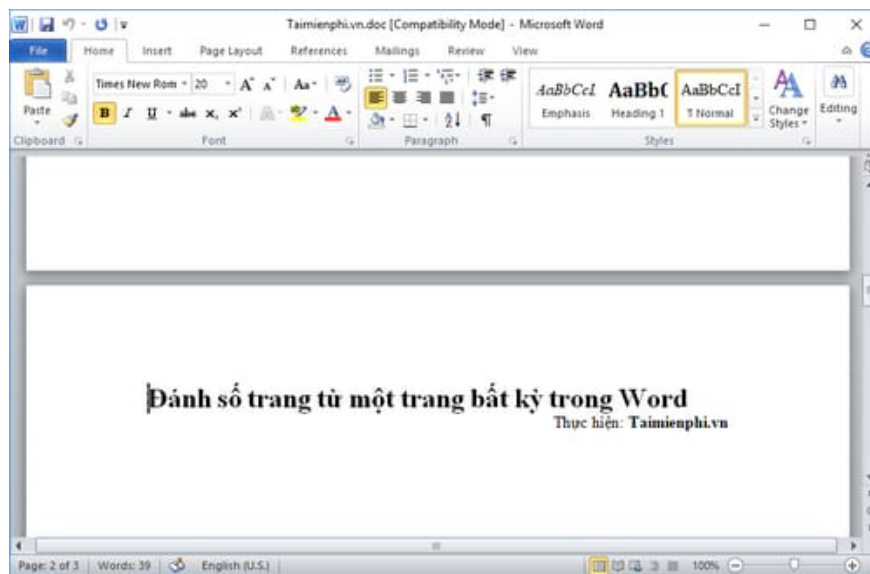 Taimienphi.vn.doc [Compatibility Mode] - Microsoft Word
File Home Insert Page Layout References Mailings Review View
Times New Rom 20 A A Aa
AaBbCcI AaBbC AaBbCcI
Paste B I U abc x, x² A
Emphasis Heading 1 ¶ Normal Change Styles Editing
Clipboard Font Paragraph Styles
Đánh số trang từ một trang bất kỳ trong Word
Thực hiện: Taimienphi.vn
Page: 2 of 3 Words: 39 English (U.S.) 100%